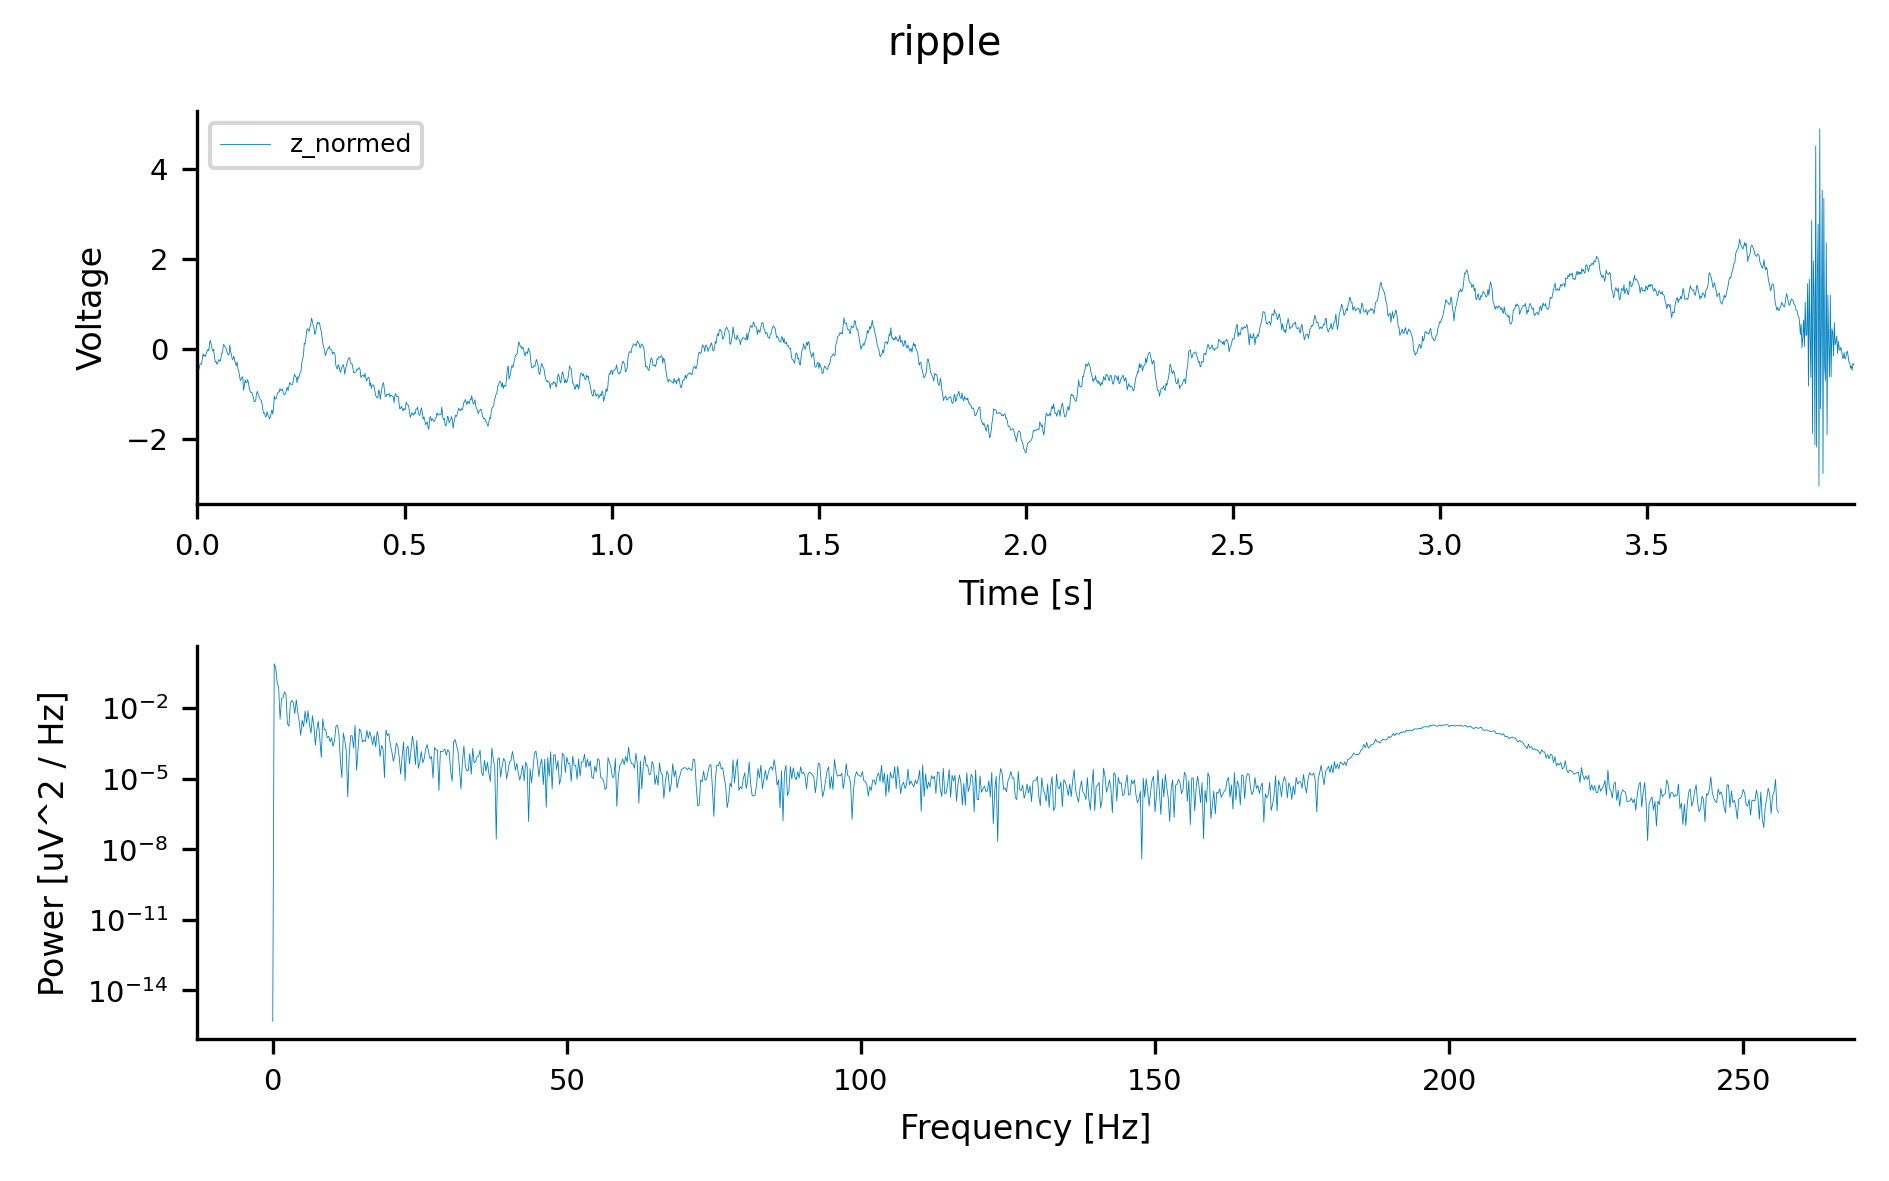 ripple
z_normed
Voltage
4
2
0
−2
0.0 0.5 1.0 1.5 2.0 2.5 3.0 3.5
Time [s]
Power [uV^2 / Hz]
10⁻²
10⁻⁵
10⁻⁸
10⁻¹¹
10⁻¹⁴
0 50 100 150 200 250
Frequency [Hz]